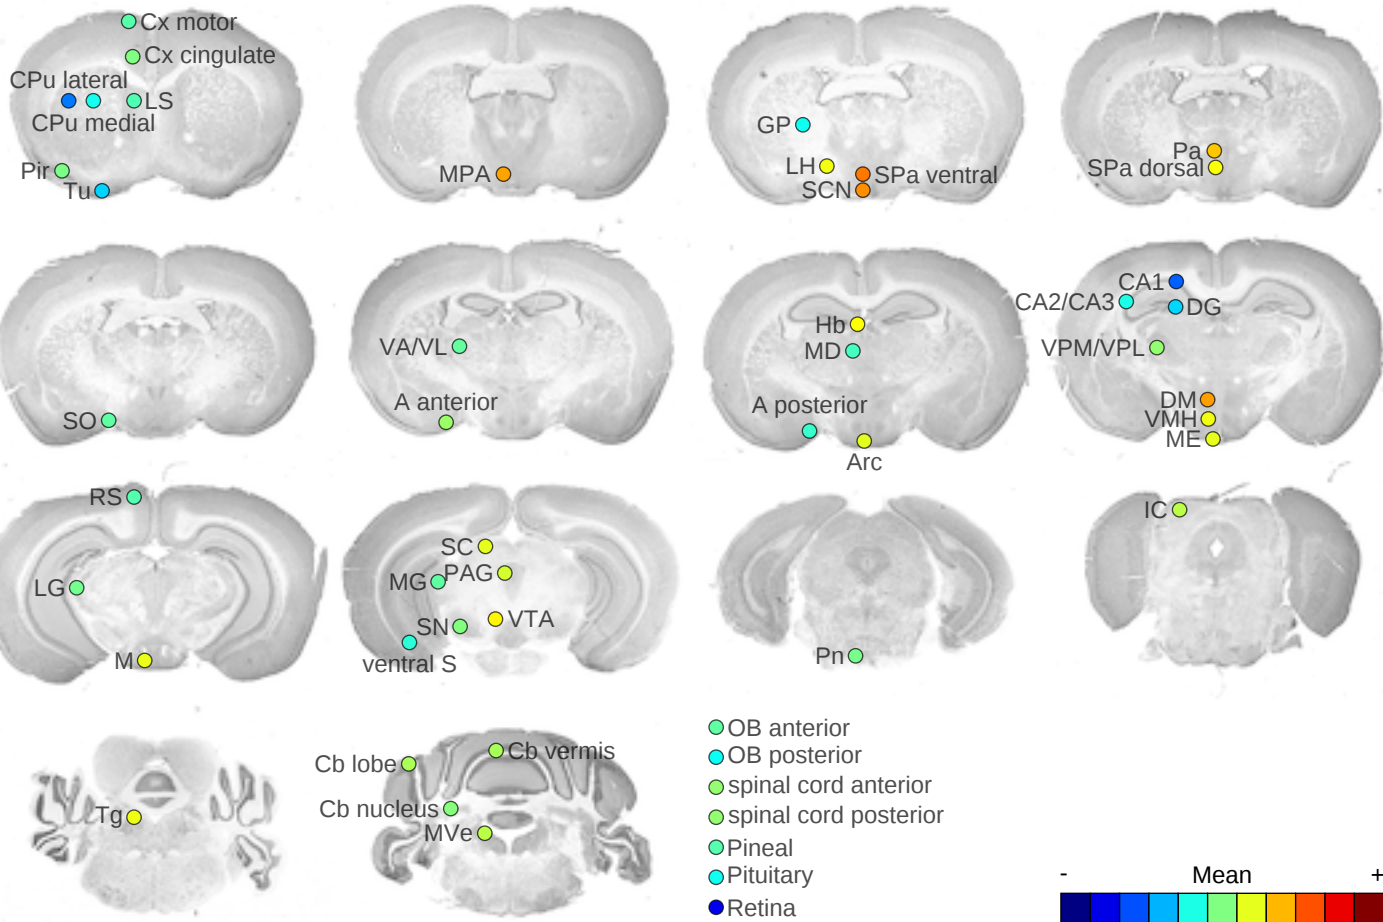 Cx motor
Cx cingulate
CPu lateral
LS
CPu medial
Pir
Tu
MPA
GP
LH
SPa ventral
SCN
Pa
SPa dorsal
SO
VA/VL
A anterior
Hb
MD
A posterior
Arc
CA1
CA2/CA3
DG
VPM/VPL
DM
VMH
ME
RS
LG
M
SC
PAG
MG
VTA
SN
ventral S
Pn
IC
Tg
Cb vermis
Cb lobe
Cb nucleus
MVe
OB anterior
OB posterior
spinal cord anterior
spinal cord posterior
Pineal
Pituitary
Retina
- Mean +